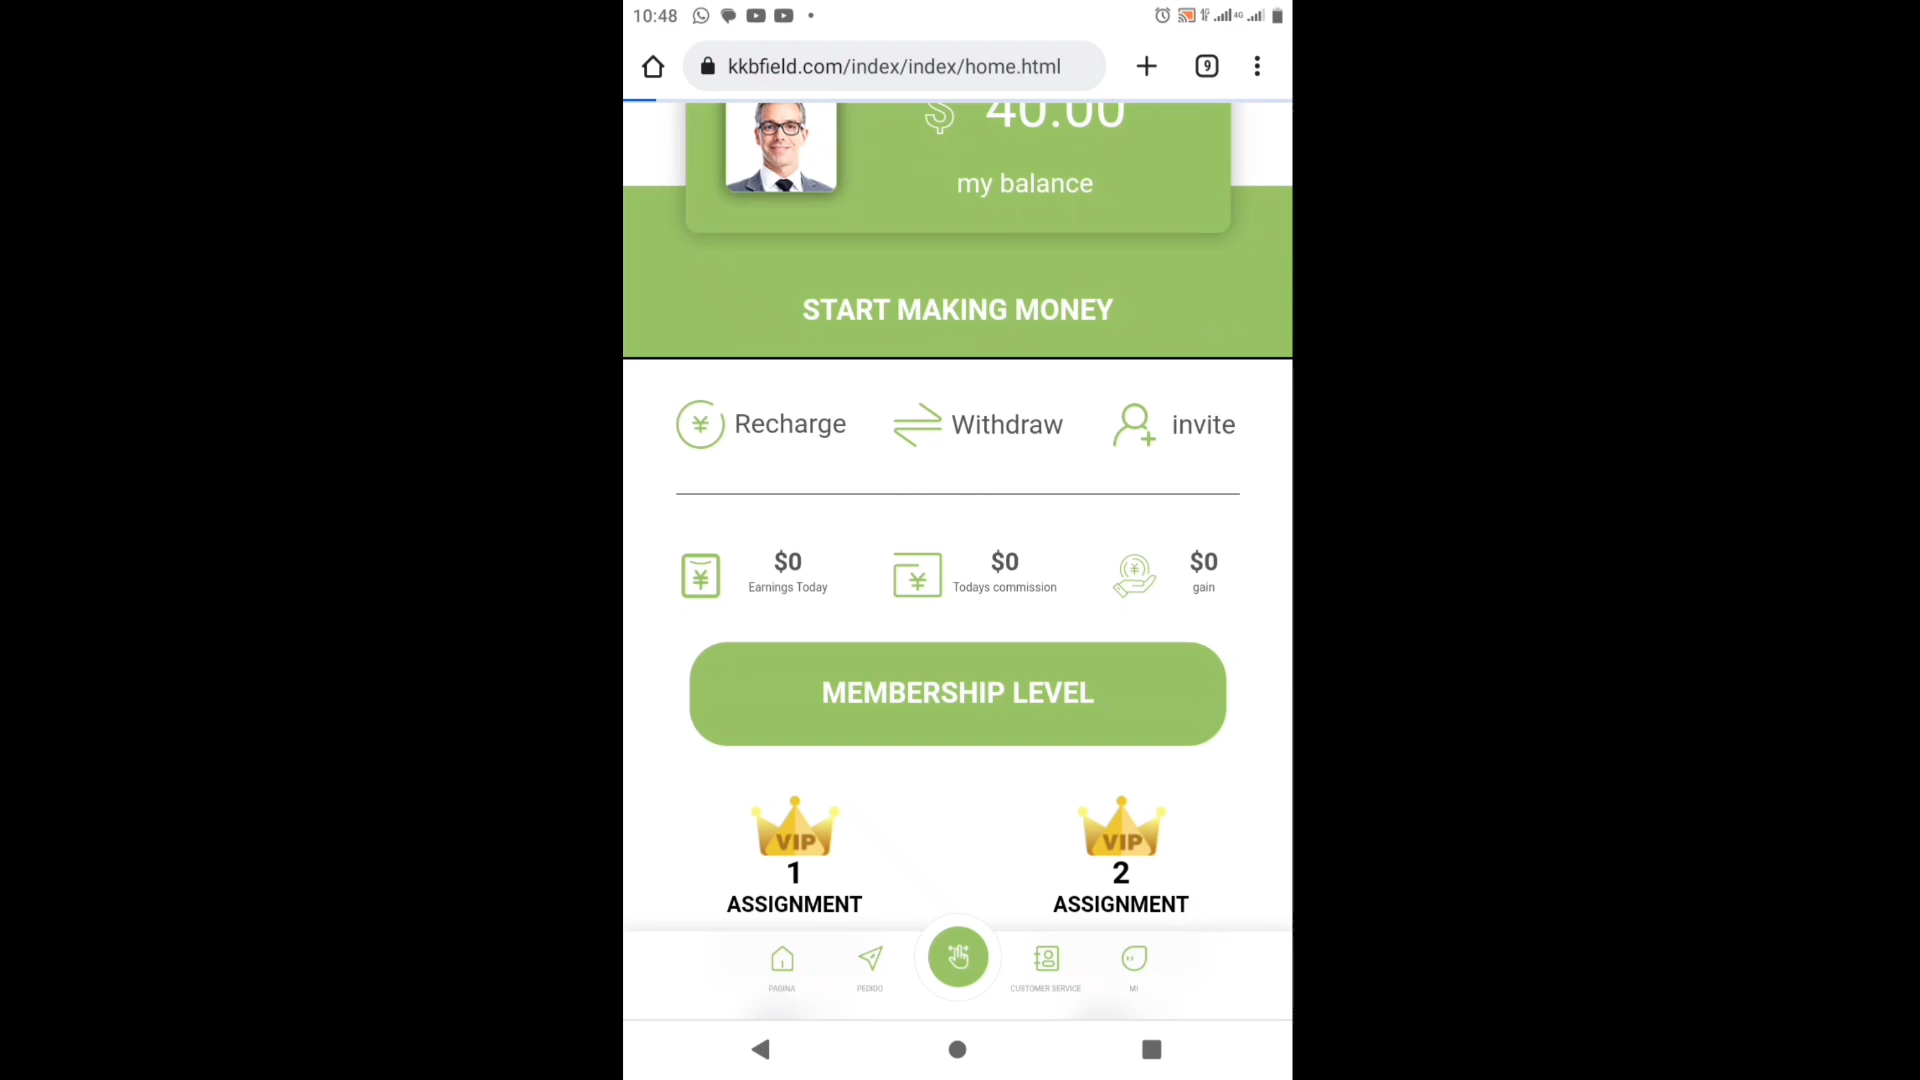 10:48
4G
kkbfield.com/index/index/home.html
9
$ 40.00
my balance
START MAKING MONEY
¥ Recharge
Withdraw
invite
¥ $0
Earnings Today
¥ $0
Todays commission
¥ $0
gain
MEMBERSHIP LEVEL
VIP
1
ASSIGNMENT
VIP
2
ASSIGNMENT
PAGINA
PEDIDO
CUSTOMER SERVICE
MI